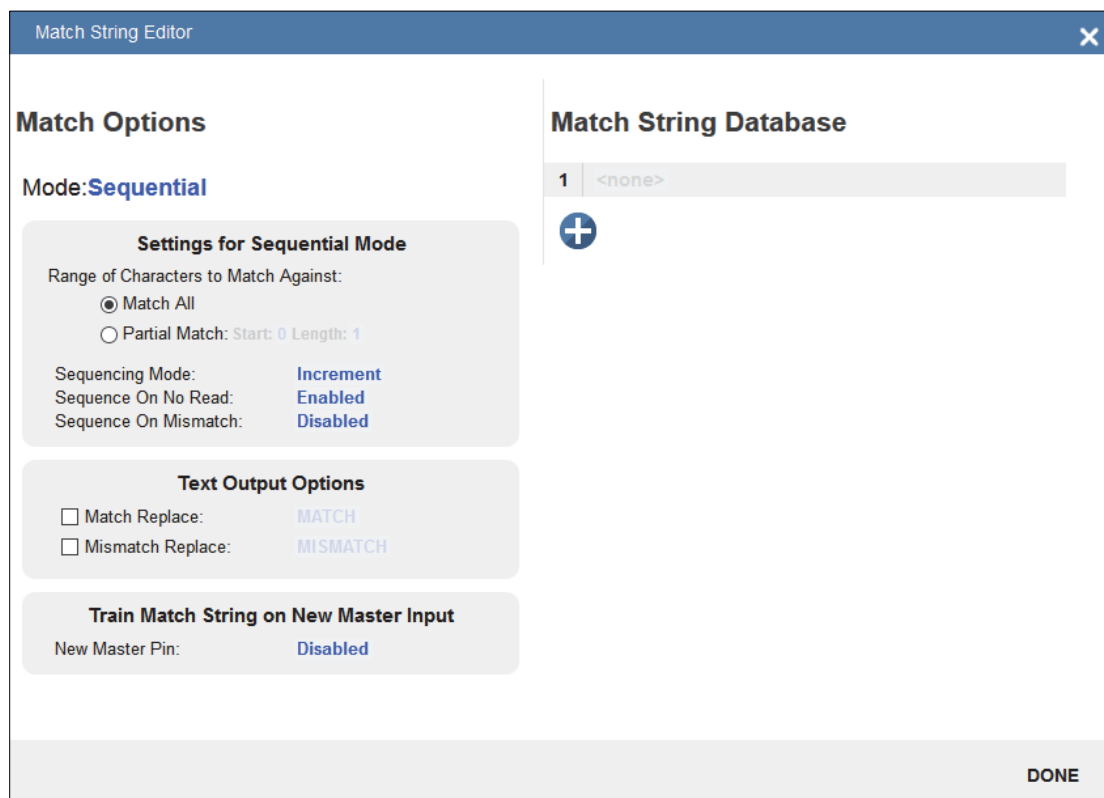 Match String Editor
Match Options
Mode:Sequential
Settings for Sequential Mode
Range of Characters to Match Against:
Match All
Partial Match: Start: 0 Length: 1
Sequencing Mode: Increment
Sequence On No Read: Enabled
Sequence On Mismatch: Disabled
Text Output Options
Match Replace: MATCH
Mismatch Replace: MISMATCH
Train Match String on New Master Input
New Master Pin: Disabled
Match String Database
1 <none>
DONE